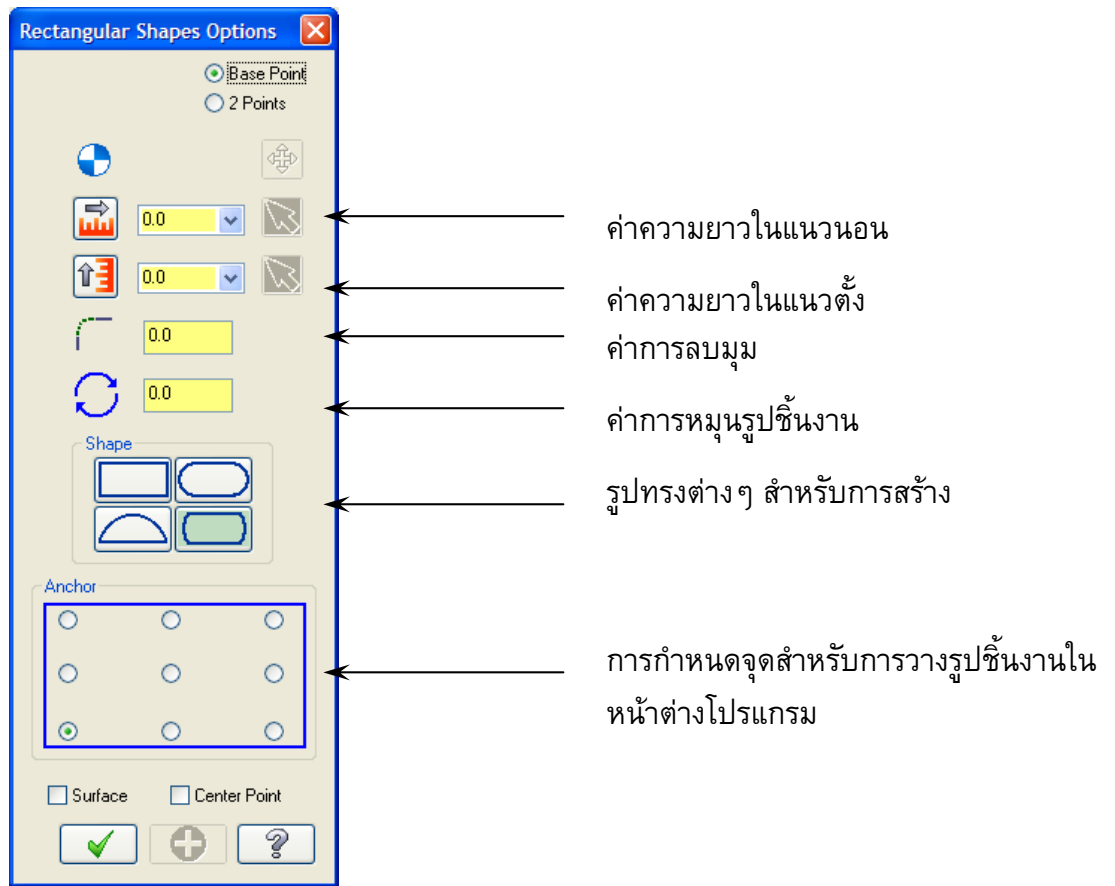 Rectangular Shapes Options
Base Point
2 Points
0.0
ค่าความยาวในแนวนอน
0.0
ค่าความยาวในแนวตั้ง
0.0
ค่าการลบมุม
0.0
ค่าการหมุนรูปชิ้นงาน
Shape
รูปทรงต่างๆ สำหรับการสร้าง
Anchor
การกำหนดจุดสำหรับการวางรูปชิ้นงานใน
หน้าต่างโปรแกรม
Surface
Center Point